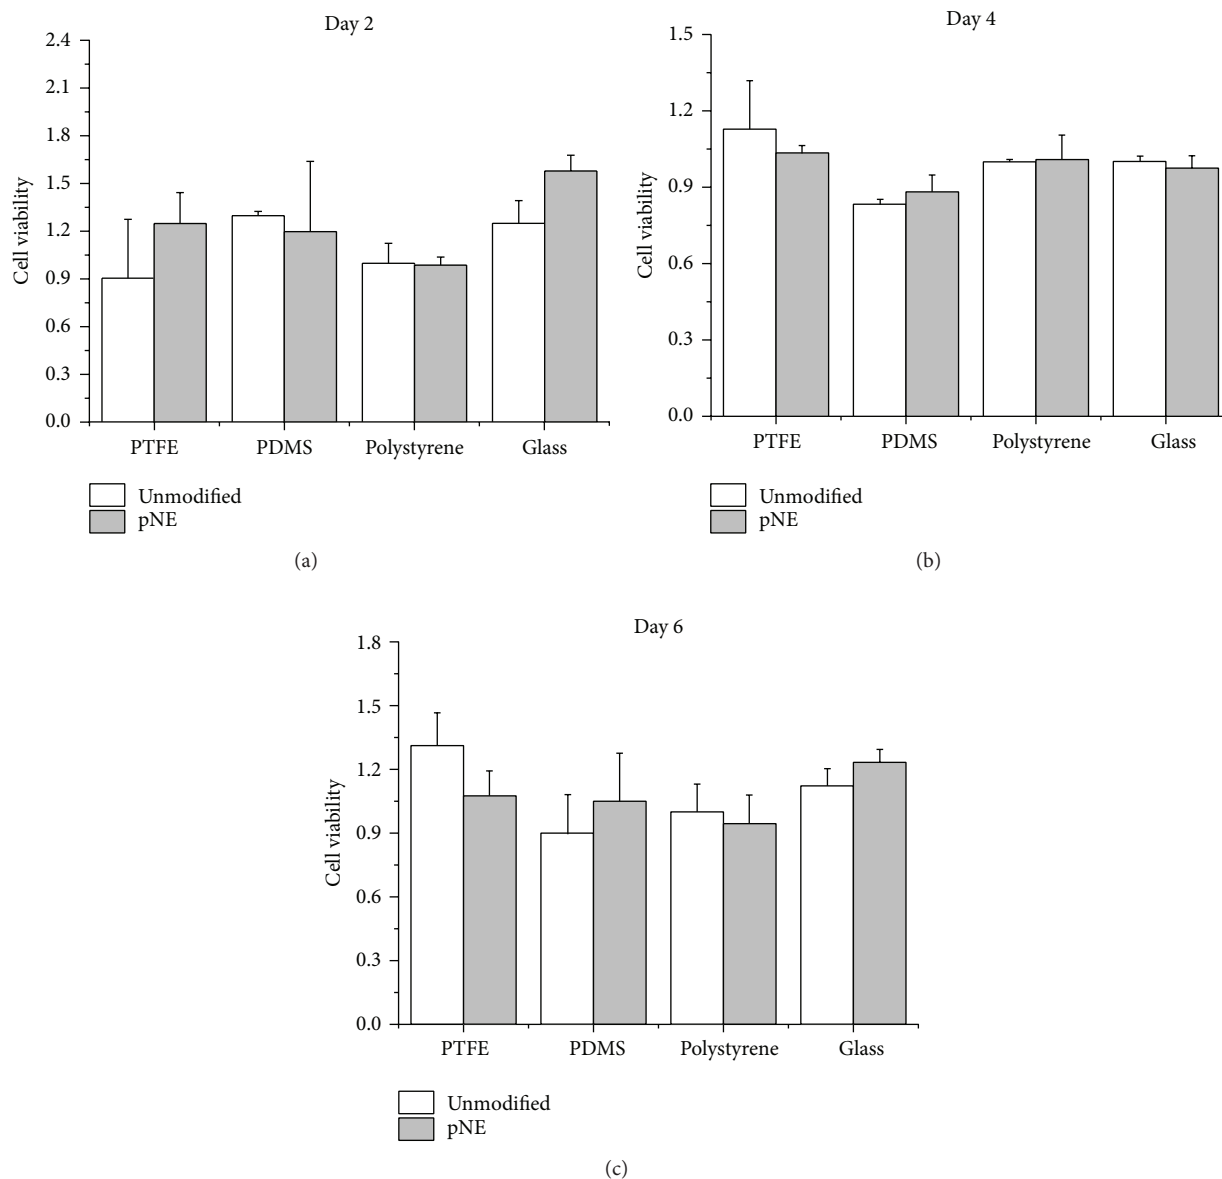 Day 2
2.4
2.1
1.8
1.5
1.2
0.9
0.6
0.3
0.0
Cell viability
PTFE PDMS Polystyrene Glass
Unmodified
pNE
(a)
Day 4
1.5
1.2
0.9
0.6
0.3
0.0
Cell viability
PTFE PDMS Polystyrene Glass
Unmodified
pNE
(b)
Day 6
1.8
1.5
1.2
0.9
0.6
0.3
0.0
Cell viability
PTFE PDMS Polystyrene Glass
Unmodified
pNE
(c)